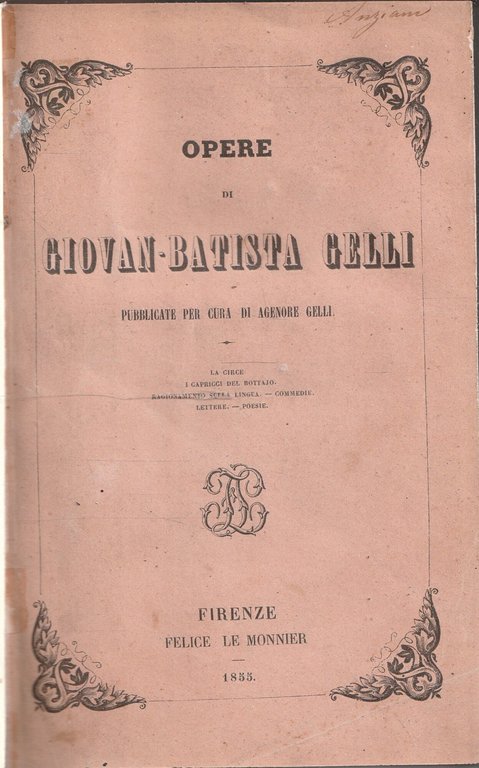 Anziani
OPERE
DI
GIOVAN-BATISTA GELLI
PUBBLICATE PER CURA DI AGENORE GELLI.
LA CIRCE
I CAPRICCI DEL BOTTAJO.
RAGIONAMENTO SULLA LINGUA. — COMMEDIE.
LETTERE. — POESIE.
FIRENZE
FELICE LE MONNIER
1855.